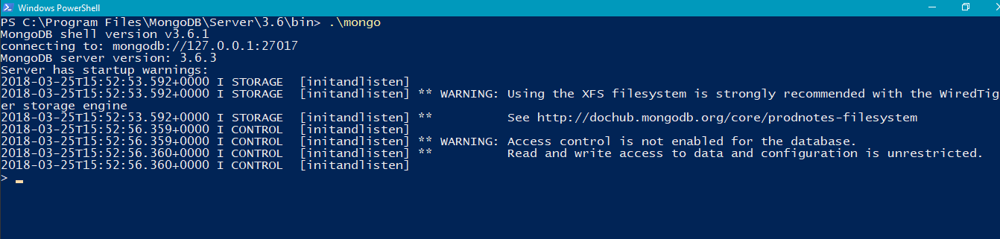 Windows PowerShell
PS C:\Program Files\MongoDB\Server\3.6\bin> .\mongo
MongoDB shell version v3.6.1
connecting to: mongodb://127.0.0.1:27017
MongoDB server version: 3.6.3
Server has startup warnings:
2018-03-25T15:52:53.592+0000 I STORAGE  [initandlisten]
2018-03-25T15:52:53.592+0000 I STORAGE  [initandlisten] ** WARNING: Using the XFS filesystem is strongly recommended with the WiredTig
er storage engine
2018-03-25T15:52:53.592+0000 I STORAGE  [initandlisten] **          See http://dochub.mongodb.org/core/prodnotes-filesystem
2018-03-25T15:52:56.359+0000 I CONTROL  [initandlisten]
2018-03-25T15:52:56.359+0000 I CONTROL  [initandlisten] ** WARNING: Access control is not enabled for the database.
2018-03-25T15:52:56.360+0000 I CONTROL  [initandlisten] **          Read and write access to data and configuration is unrestricted.
2018-03-25T15:52:56.360+0000 I CONTROL  [initandlisten]
>